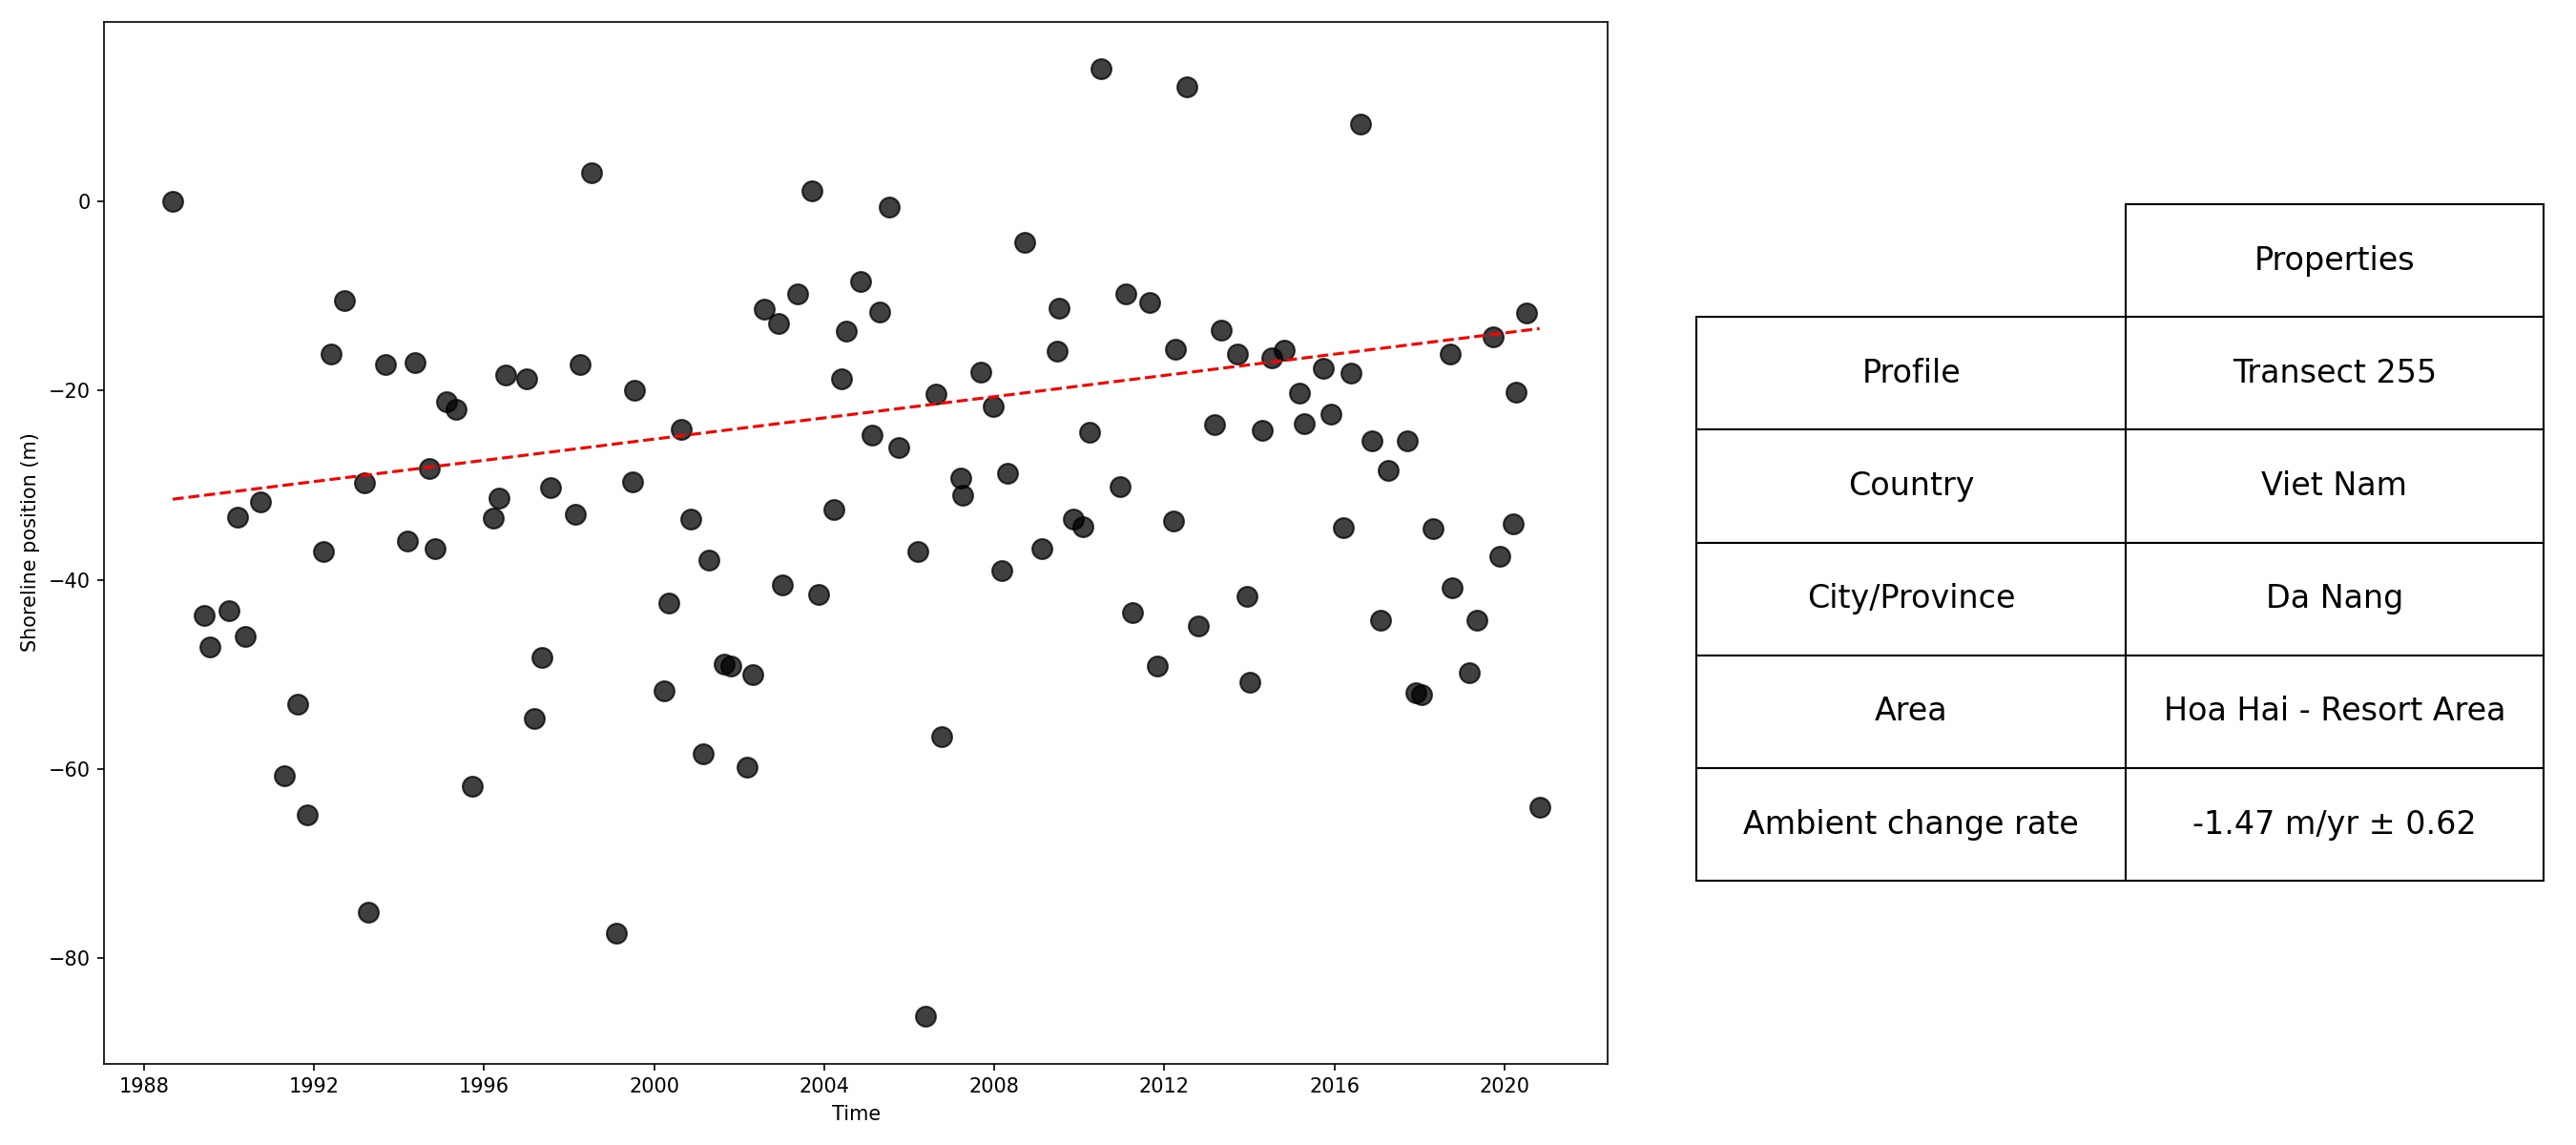 0
−20
−40
−60
−80
Shoreline position (m)
1988 1992 1996 2000 2004 2008 2012 2016 2020
Time
Properties
Profile Transect 255
Country Viet Nam
City/Province Da Nang
Area Hoa Hai - Resort Area
Ambient change rate -1.47 m/yr ± 0.62